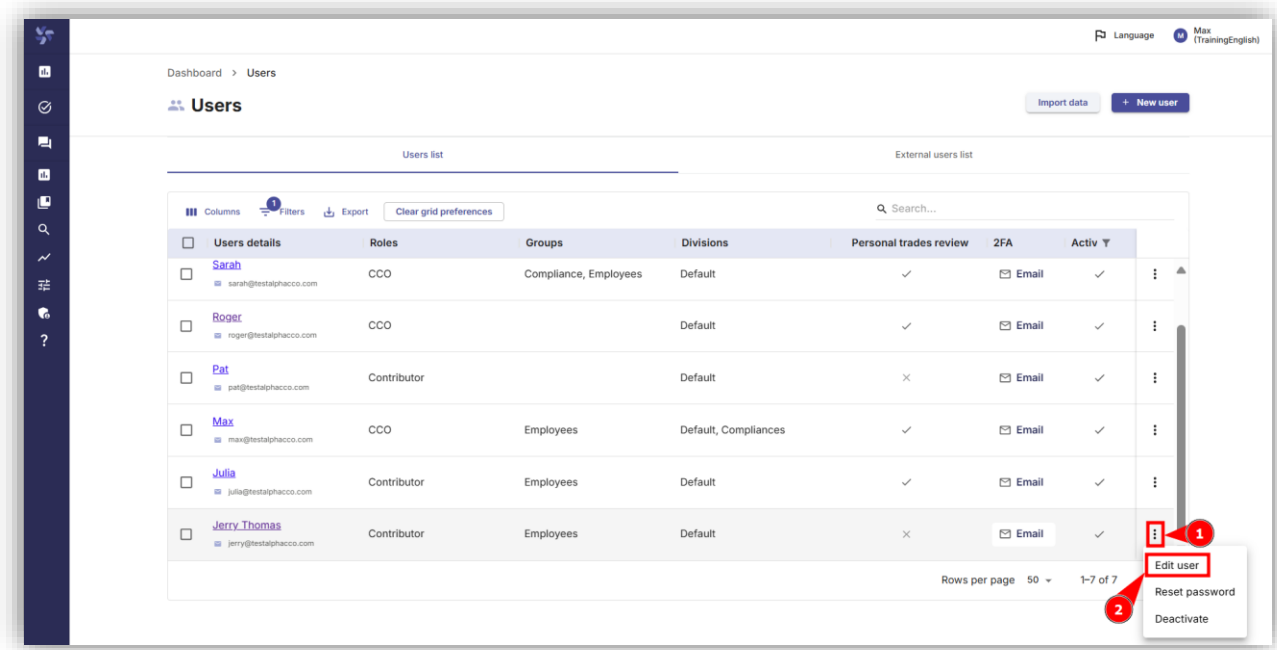 Language
M
Max
(TrainingEnglish)
Dashboard > Users
Users
Import data
+ New user
Users list
External users list
Columns
1
Filters
Export
Clear grid preferences
Search...
Users details Roles Groups Divisions Personal trades review 2FA Activ
Sarah
CCO Compliance, Employees Default Email
sarah@testalphacco.com
Roger
CCO Default Email
roger@testalphacco.com
Pat
Contributor Default Email
pat@testalphacco.com
Max
CCO Employees Default, Compliances Email
max@testalphacco.com
Julia
Contributor Employees Default Email
julia@testalphacco.com
Jerry Thomas
Contributor Employees Default Email
jerry@testalphacco.com
1
Edit user
Rows per page 50 1–7 of 7
Reset password
2
Deactivate
?